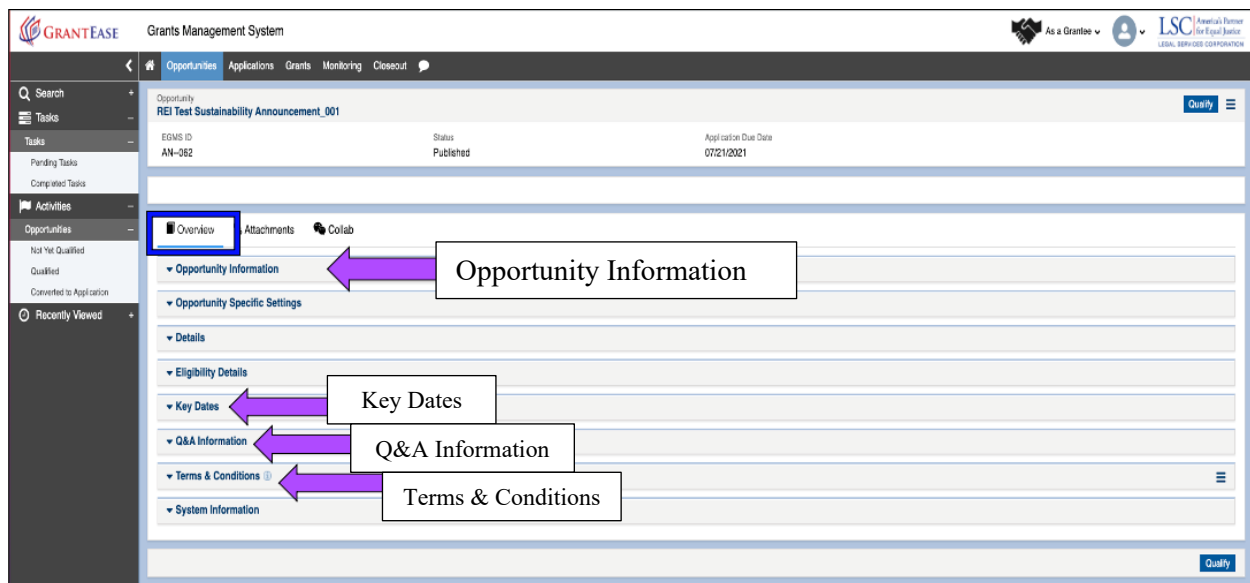 GRANTEASE Grants Management System As a Grantee LSC America's Partner for Equal Justice LEGAL SERVICES CORPORATION
Opportunities Applications Grants Monitoring Closeout
Search +
Tasks –
Tasks –
Pending Tasks
Completed Tasks
Activities –
Opportunities –
Not Yet Qualified
Qualified
Converted to Application
Recently Viewed +
Opportunity
REI Test Sustainability Announcement_001
Qualify
EGMS ID Status Application Due Date
AN--062 Published 07/21/2021
Overview Attachments Collab
Opportunity Information
Opportunity Information
Opportunity Specific Settings
Details
Eligibility Details
Key Dates
Key Dates
Q&A Information
Q&A Information
Terms & Conditions
Terms & Conditions
System Information
Qualify